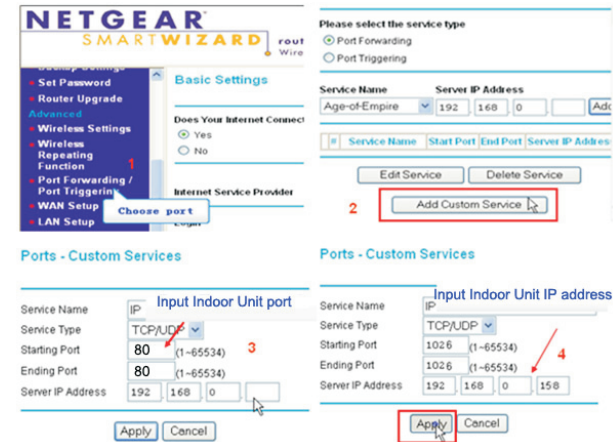 NETGEAR
SMARTWIZARD rout
Wire
Set Password
Router Upgrade
Advanced
Wireless Settings
Wireless
Repeating
Function
1
Port Forwarding /
Port Triggering
Choose port
WAN Setup
LAN Setup
Basic Settings
Does Your Internet Connect
Yes
No
Internet Service Provider
Please select the service type
Port Forwarding
Port Triggering
Service Name Server IP Address
Age-of-Empire 192 . 168 . 0 . Add
# Service Name Start Port End Port Server IP Address
Edit Service Delete Service
2 Add Custom Service
Ports - Custom Services
Service Name IP Input Indoor Unit port
Service Type TCP/UDP
Starting Port 80 (1~65534) 3
Ending Port 80 (1~65534)
Server IP Address 192 . 168 . 0 .
Apply Cancel
Ports - Custom Services
Input Indoor Unit IP address
Service Name IP
Service Type TCP/UDP
Starting Port 1026 (1~65534) 4
Ending Port 1026 (1~65534)
Server IP Address 192 . 168 . 0 . 158
Apply Cancel